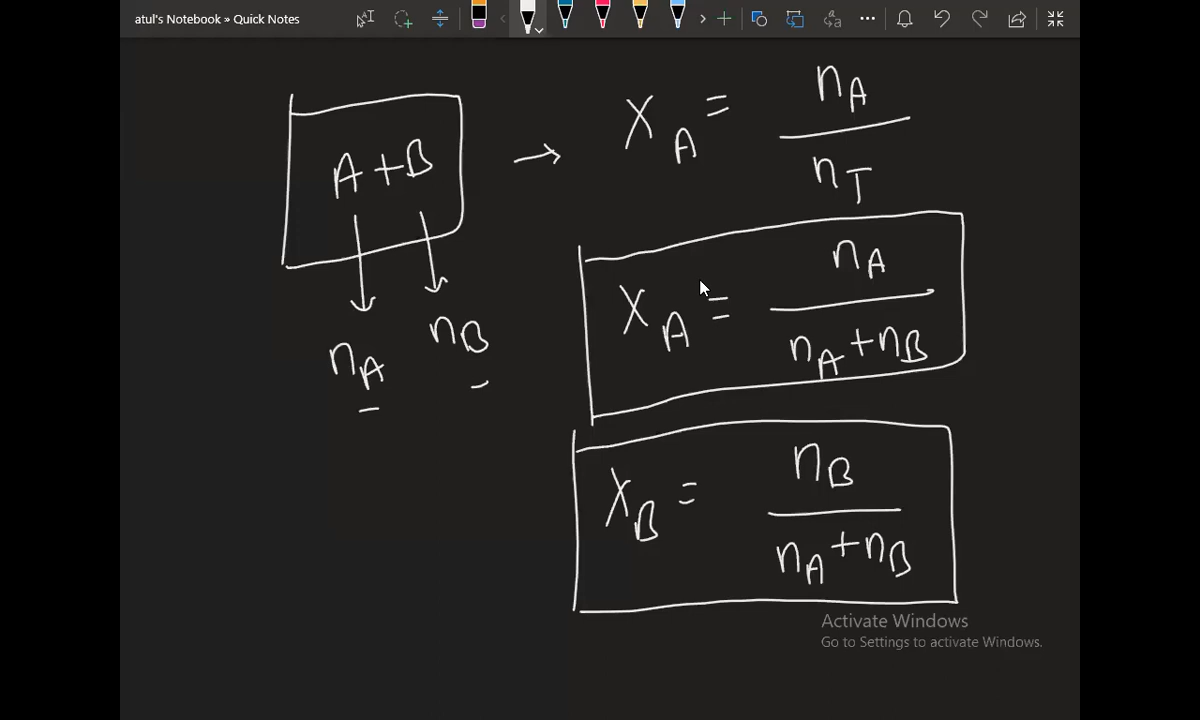 atul's Notebook » Quick Notes
A + B → X_A = n_A / n_T
n_A n_B
X_A = n_A / n_A + n_B
X_B = n_B / n_A + n_B
Activate Windows
Go to Settings to activate Windows.